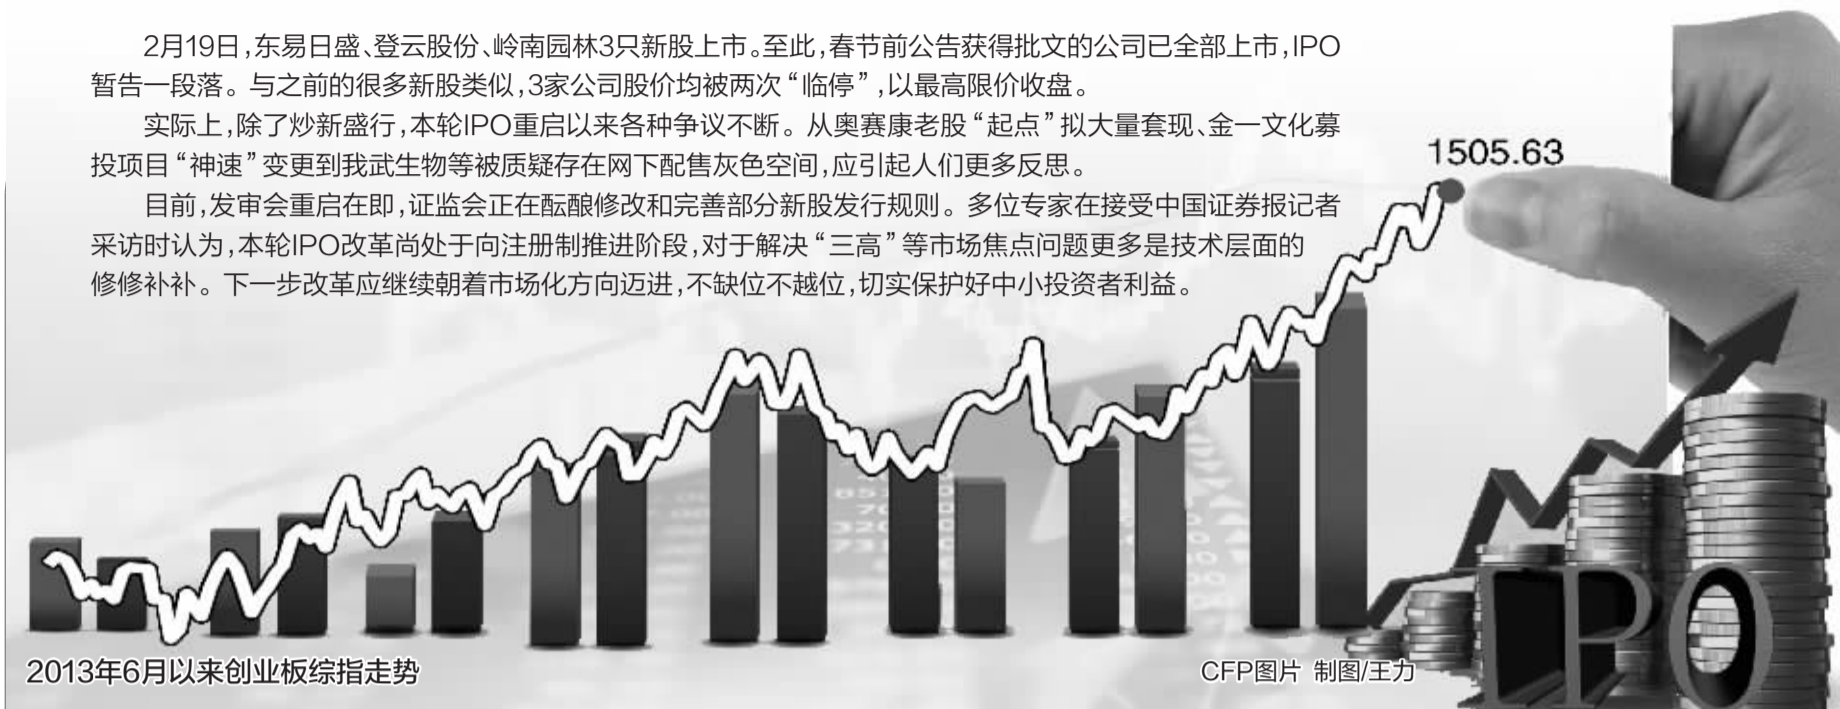 2月19日,东易日盛、登云股份、岭南园林3只新股上市。至此,春节前公告获得批文的公司已全部上市,IPO
暂告一段落。与之前的很多新股类似,3家公司股价均被两次“临停”,以最高限价收盘。
实际上,除了炒新盛行,本轮IPO重启以来各种争议不断。从奥赛康老股“起点”拟大量套现、金一文化募
投项目“神速”变更到我武生物等被质疑存在网下配售灰色空间,应引起人们更多反思。
目前,发审会重启在即,证监会正在酝酿修改和完善部分新股发行规则。多位专家在接受中国证券报记者
采访时认为,本轮IPO改革尚处于向注册制推进阶段,对于解决“三高”等市场焦点问题更多是技术层面的
修修补补。下一步改革应继续朝着市场化方向迈进,不缺位不越位,切实保护好中小投资者利益。
1505.63
IPO
2013年6月以来创业板综指走势
CFP图片 制图/王力